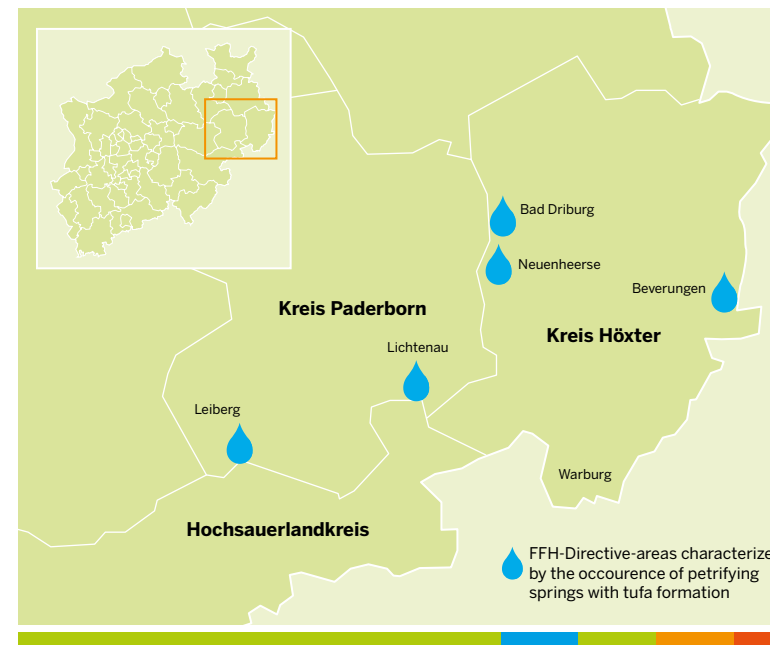 Bad Driburg
Neuenheerse
Beverungen
Kreis Paderborn
Kreis Höxter
Lichtenau
Leiberg
Warburg
Hochsauerlandkreis
FFH-Directive-areas characterize
by the occourence of petrifying
springs with tufa formation